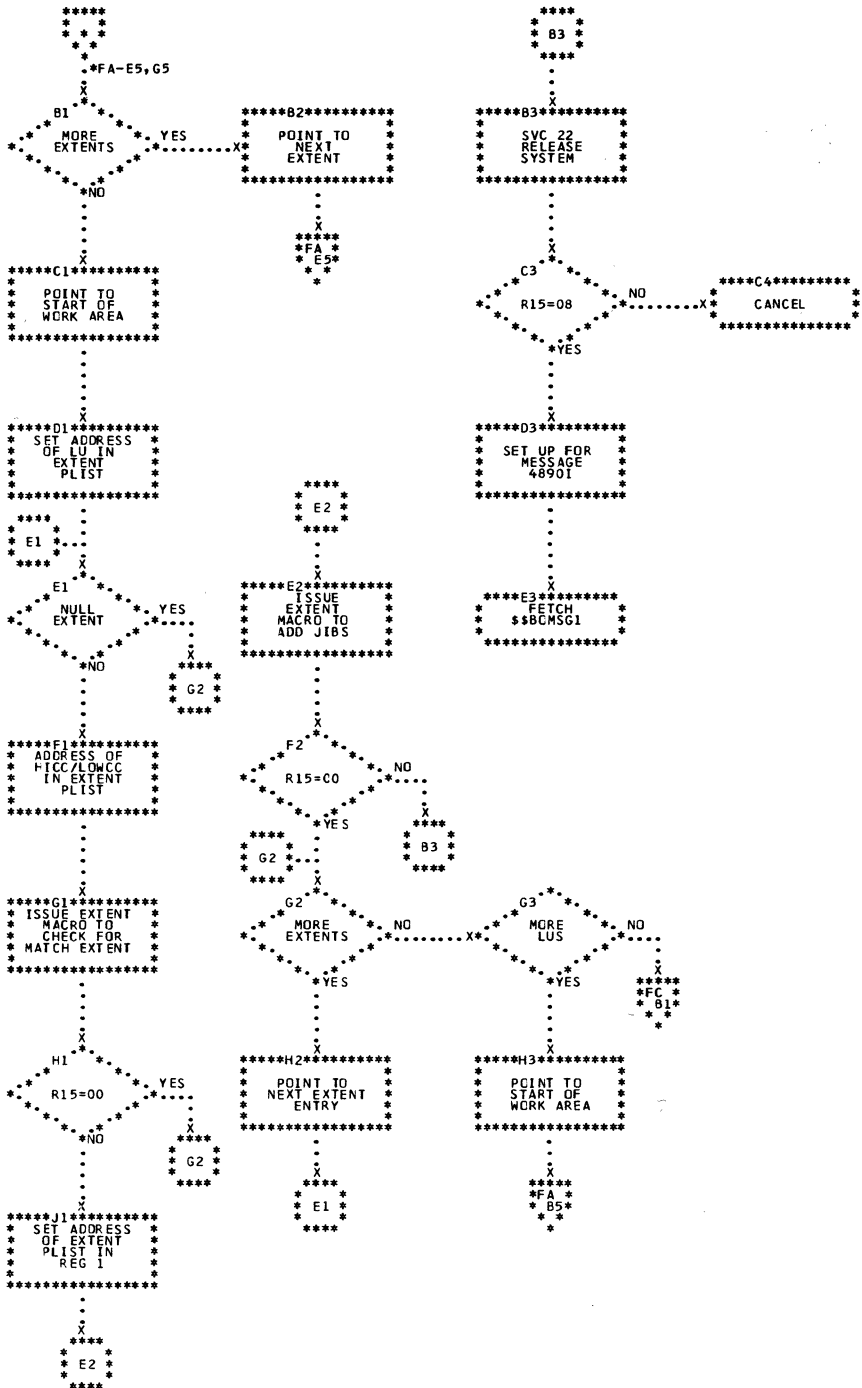 *FA-E5,G5
B1
MORE
EXTENTS
YES
NO
B2
POINT TO
NEXT
EXTENT
FA
E5
C1
POINT TO
START OF
WORK AREA
D1
SET ADDRESS
OF LU IN
EXTENT
PLIST
E1
E1
NULL
EXTENT
YES
G2
NO
F1
ADDRESS OF
HICC/LOWCC
IN EXTENT
PLIST
G1
ISSUE EXTENT
MACRO TO
CHECK FOR
MATCH EXTENT
H1
R15=00
YES
G2
NO
J1
SET ADDRESS
OF EXTENT
PLIST IN
REG 1
E2
E2
E2
ISSUE
EXTENT
MACRO TO
ADD JIBS
F2
R15=C0
NO
B3
YES
G2
G2
MORE
EXTENTS
NO
YES
H2
POINT TO
NEXT EXTENT
ENTRY
E1
G3
MORE
LUS
NO
FC
B1
YES
H3
POINT TO
START OF
WORK AREA
FA
B5
B3
B3
SVC 22
RELEASE
SYSTEM
C3
R15=08
NO
C4
CANCEL
YES
D3
SET UP FOR
MESSAGE
4890I
E3
FETCH
$$BCMSG1